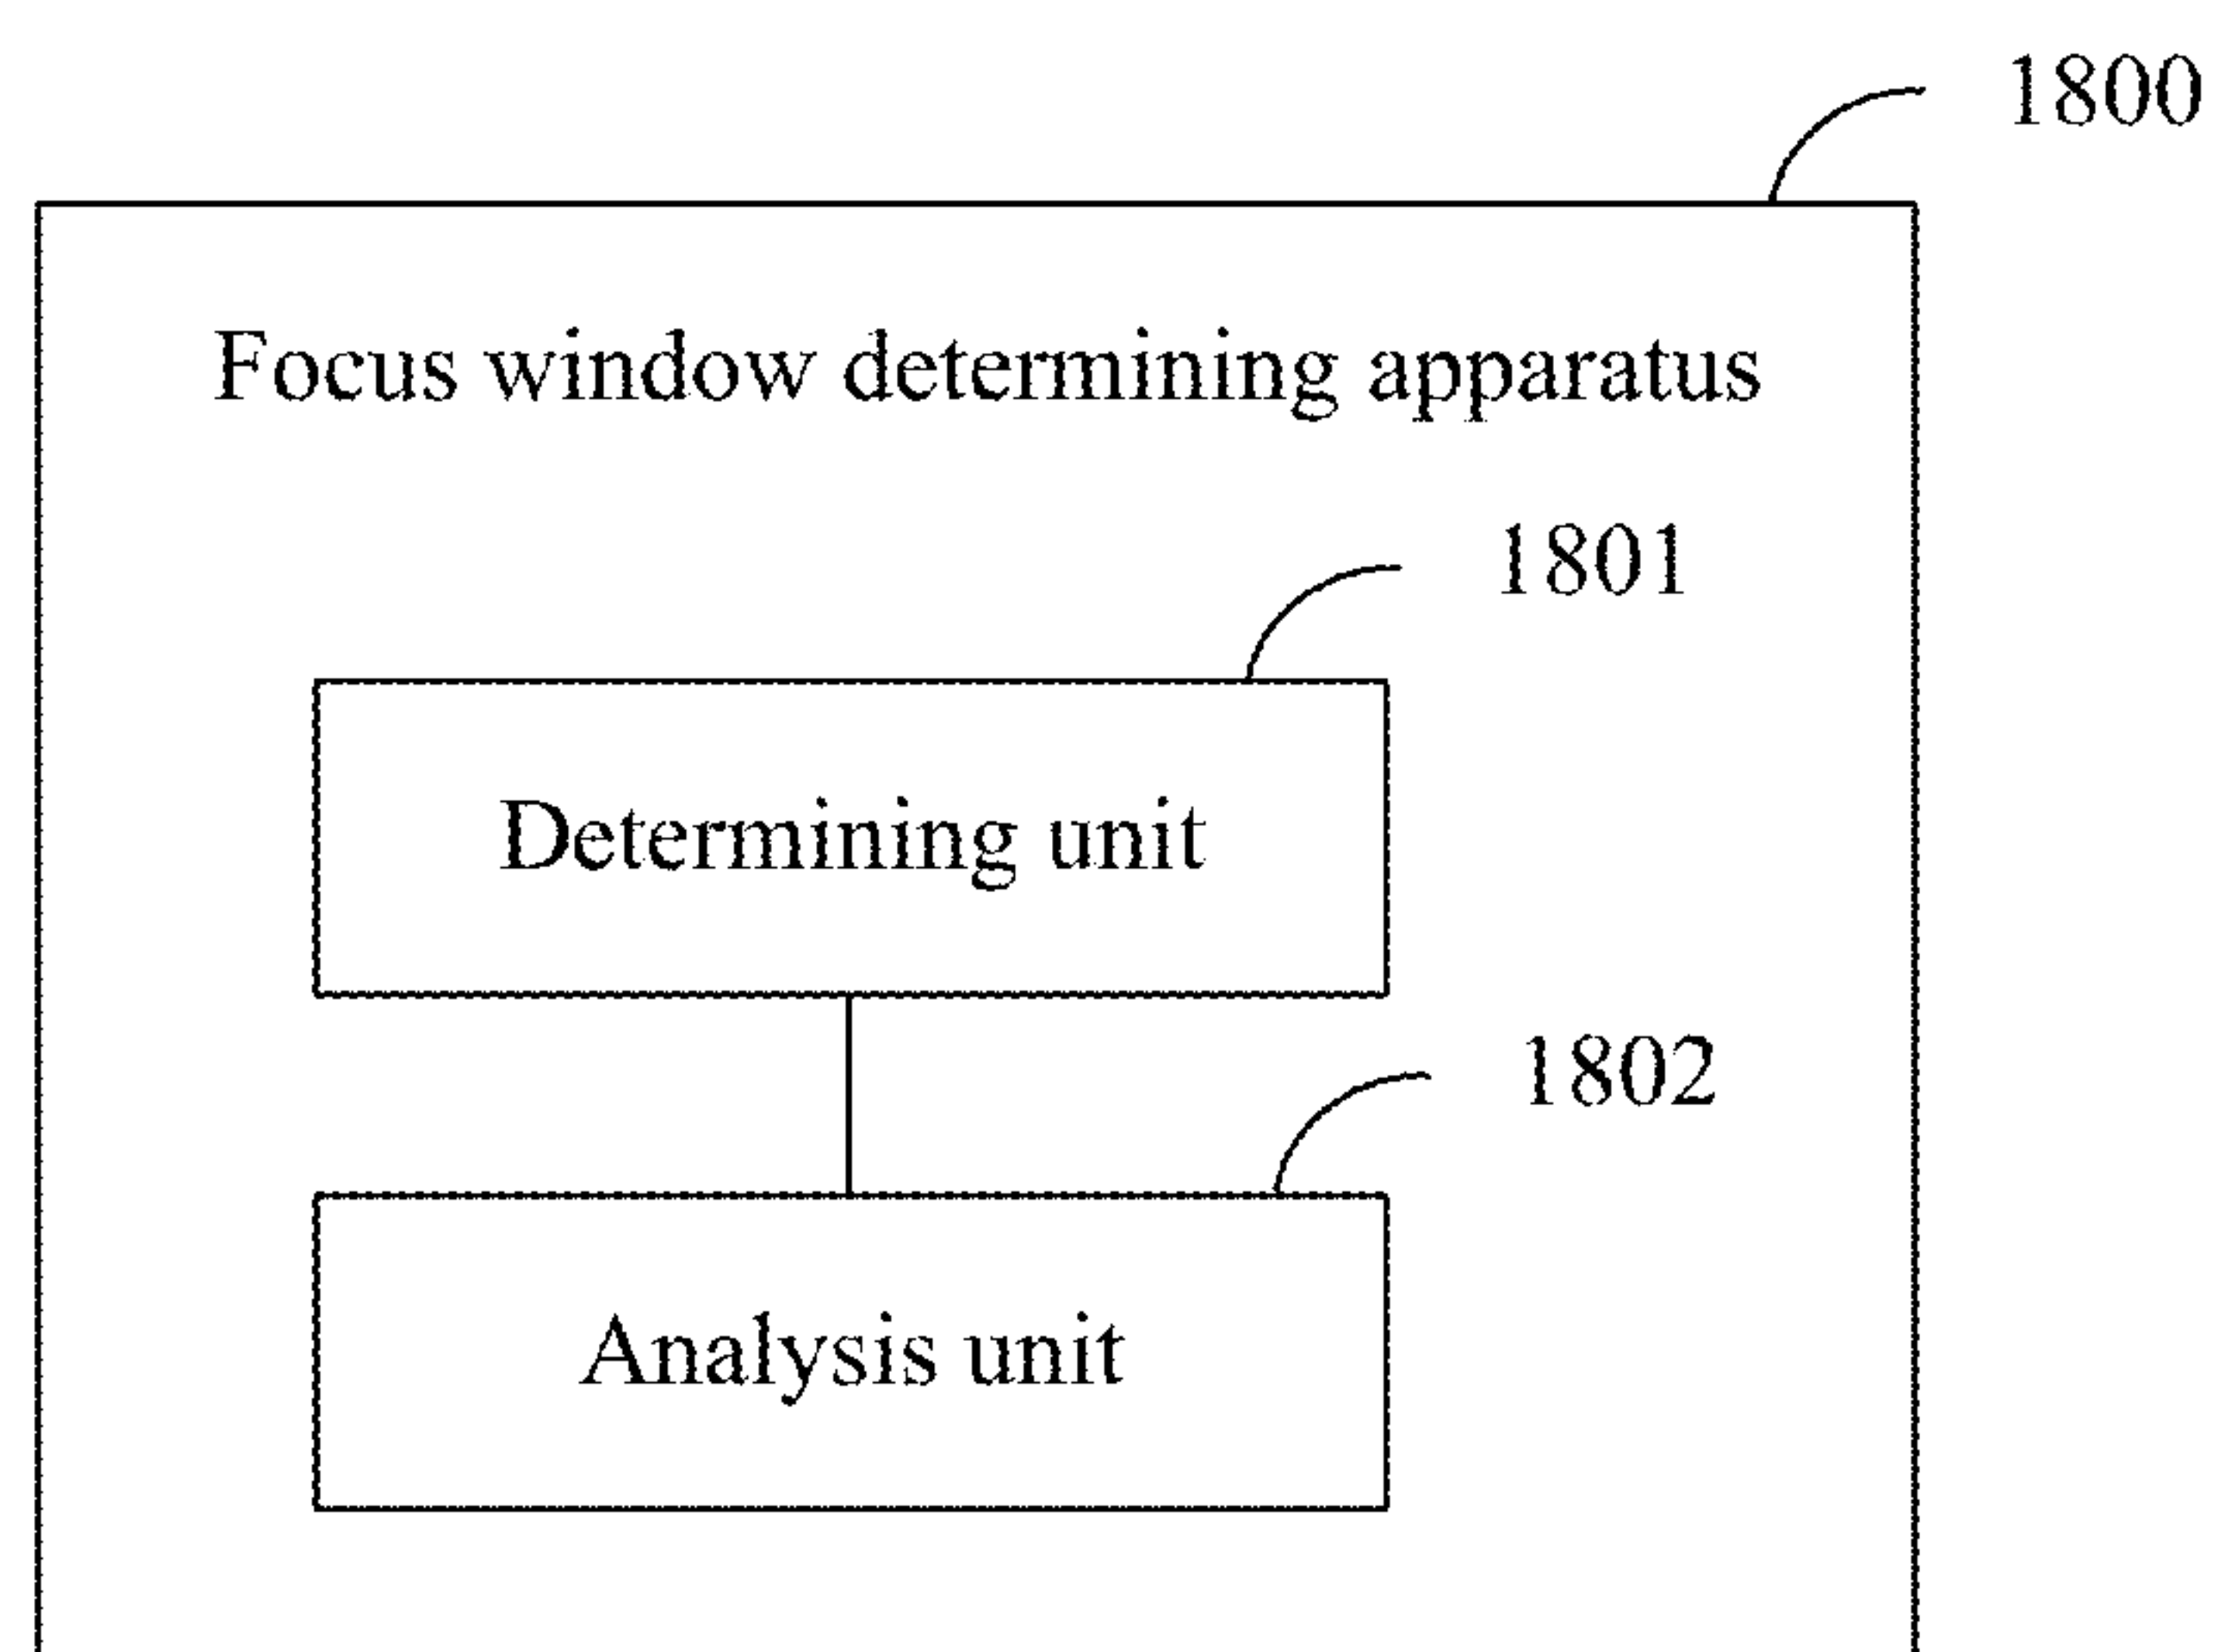 1800
Focus window determining apparatus
1801
Determining unit
1802
Analysis unit